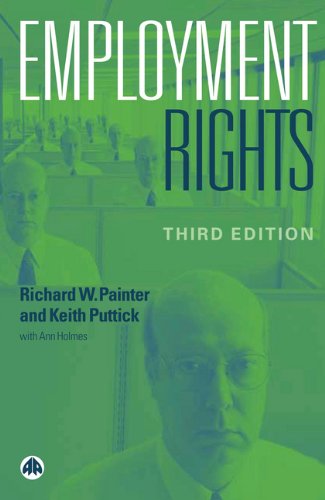 EMPLOYMENT
RIGHTS
THIRD EDITION
Richard W. Painter
and Keith Puttick
with Ann Holmes